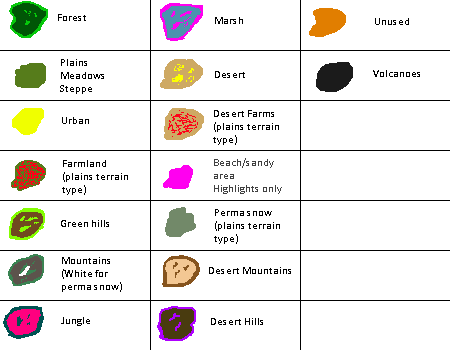 Forest
Marsh
Unused
Plains
Meadows
Steppe
Desert
Volcanoes
Urban
Desert Farms
(plains terrain
type)
Farmland
(plains terrain
type)
Beach/sandy
area
Highlights only
Green hills
Permasnow
(plains terrain
type)
Mountains
(White for
permasnow)
Desert Mountains
Jungle
Desert Hills